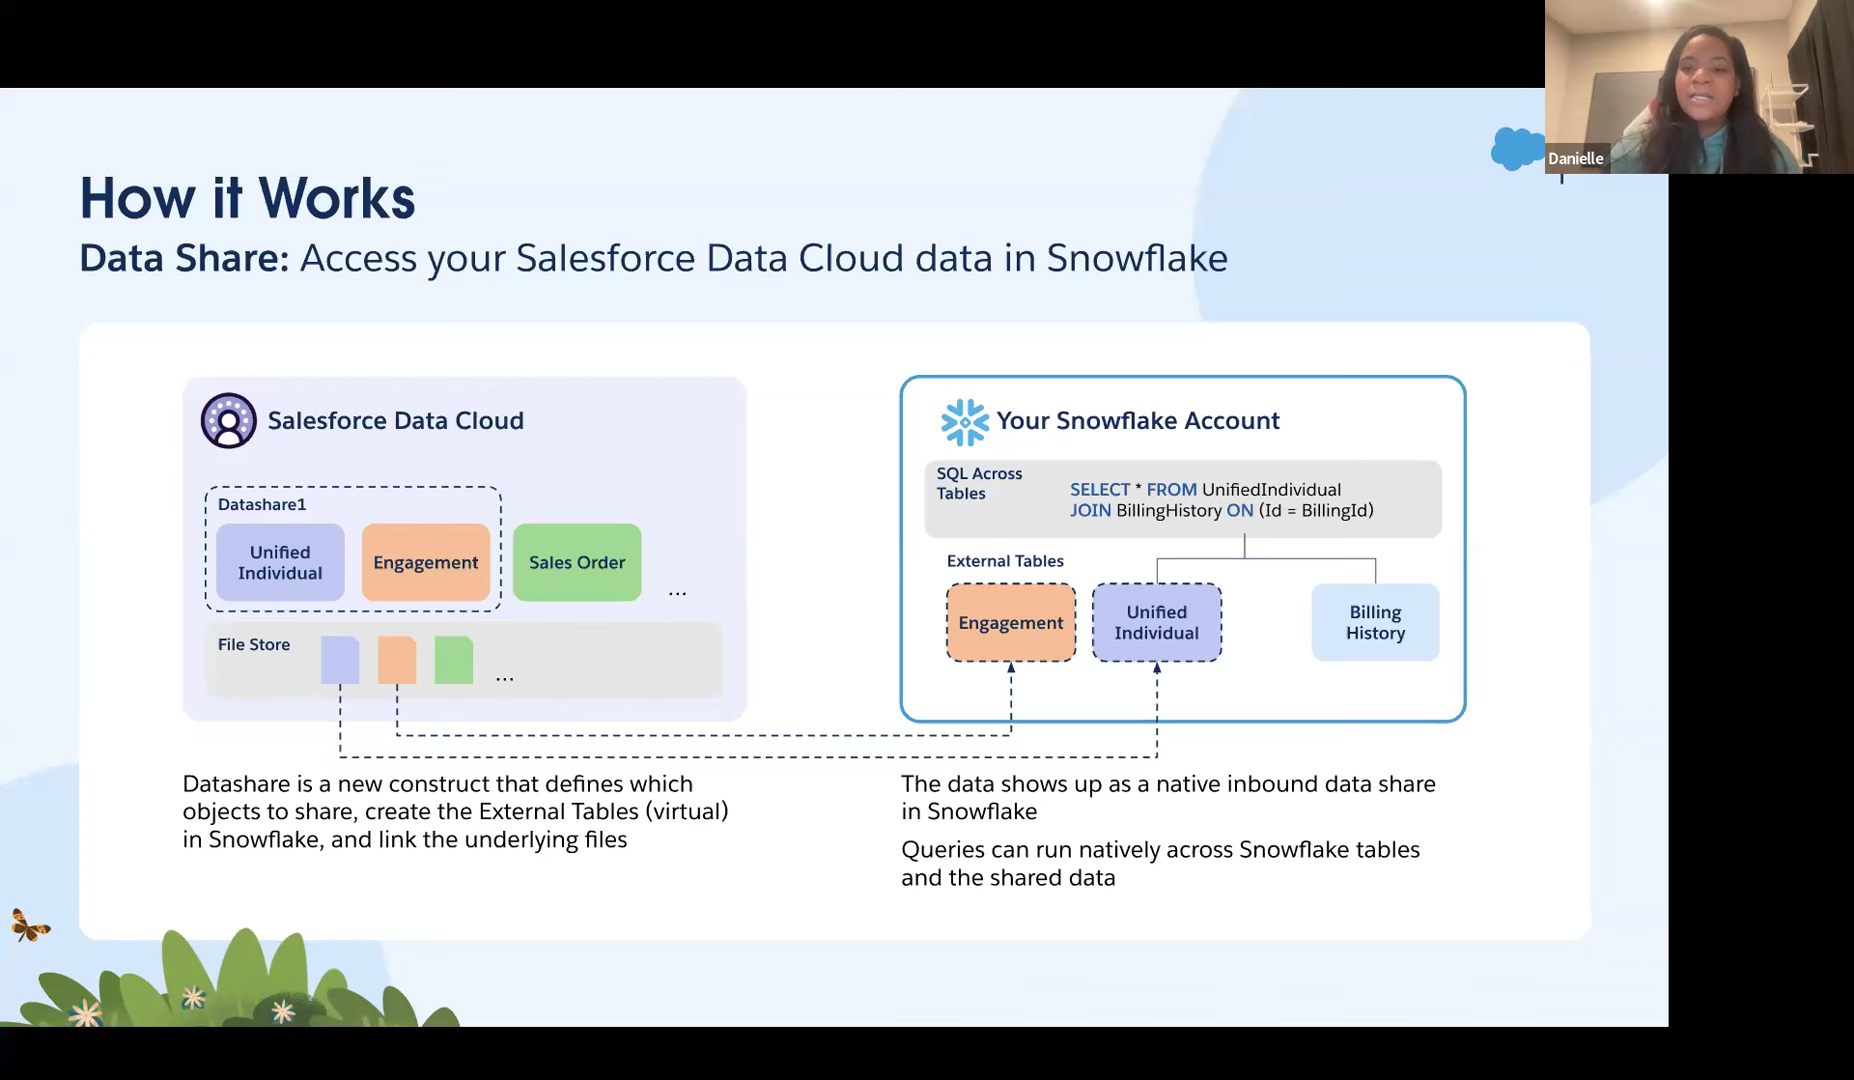 Danielle
How it Works
Data Share: Access your Salesforce Data Cloud data in Snowflake
Salesforce Data Cloud
Datashare1
Unified
Individual
Engagement
Sales Order
...
File Store
...
Your Snowflake Account
SQL Across
Tables
SELECT * FROM UnifiedIndividual
JOIN BillingHistory ON (Id = BillingId)
External Tables
Engagement
Unified
Individual
Billing
History
Datashare is a new construct that defines which
objects to share, create the External Tables (virtual)
in Snowflake, and link the underlying files
The data shows up as a native inbound data share
in Snowflake
Queries can run natively across Snowflake tables
and the shared data